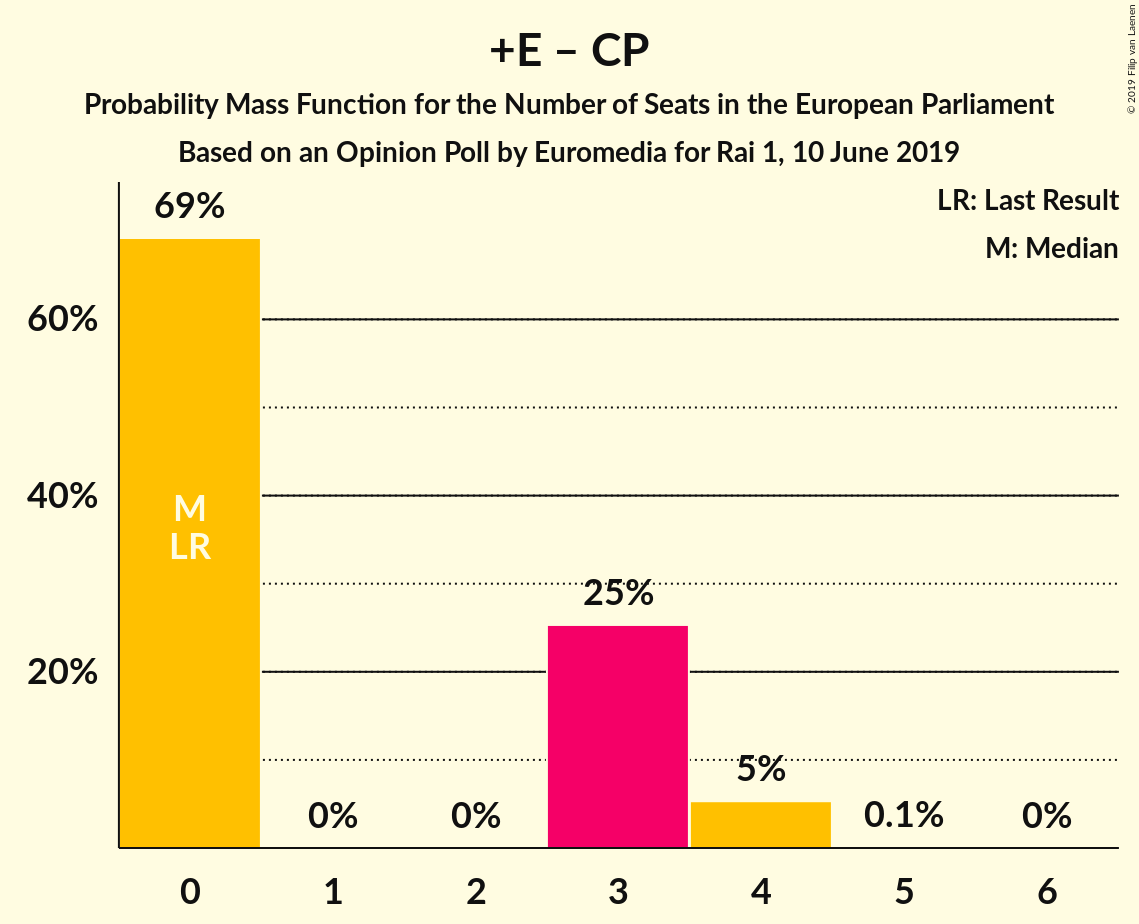 +E – CP
Probability Mass Function for the Number of Seats in the European Parliament
Based on an Opinion Poll by Euromedia for Rai 1, 10 June 2019
© 2019 Filip van Laenen
LR: Last Result
M: Median
69%
60%
40%
20%
M
LR
0%
0%
25%
5%
0.1%
0%
0 1 2 3 4 5 6